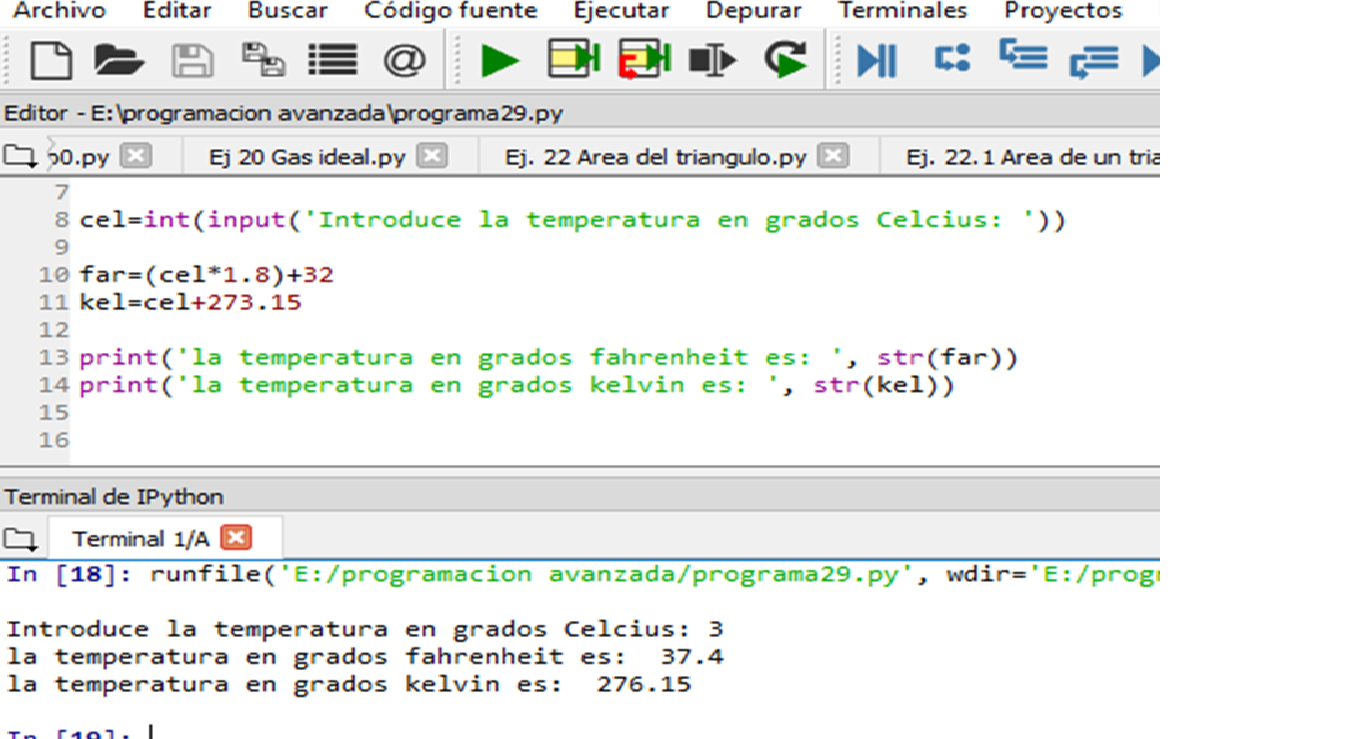 Archivo Editar Buscar Código fuente Ejecutar Depurar Terminales Proyectos
@
Editor - E:\programacion avanzada\programa29.py
o0.py Ej 20 Gas ideal.py Ej. 22 Area del triangulo.py Ej. 22.1 Area de un tria
7
8 cel=int(input('Introduce la temperatura en grados Celcius: '))
9
10 far=(cel*1.8)+32
11 kel=cel+273.15
12
13 print('la temperatura en grados fahrenheit es: ', str(far))
14 print('la temperatura en grados kelvin es: ', str(kel))
15
16
Terminal de IPython
Terminal 1/A
In [18]: runfile('E:/programacion avanzada/programa29.py', wdir='E:/progr
Introduce la temperatura en grados Celcius: 3
la temperatura en grados fahrenheit es:  37.4
la temperatura en grados kelvin es:  276.15
In [19]: